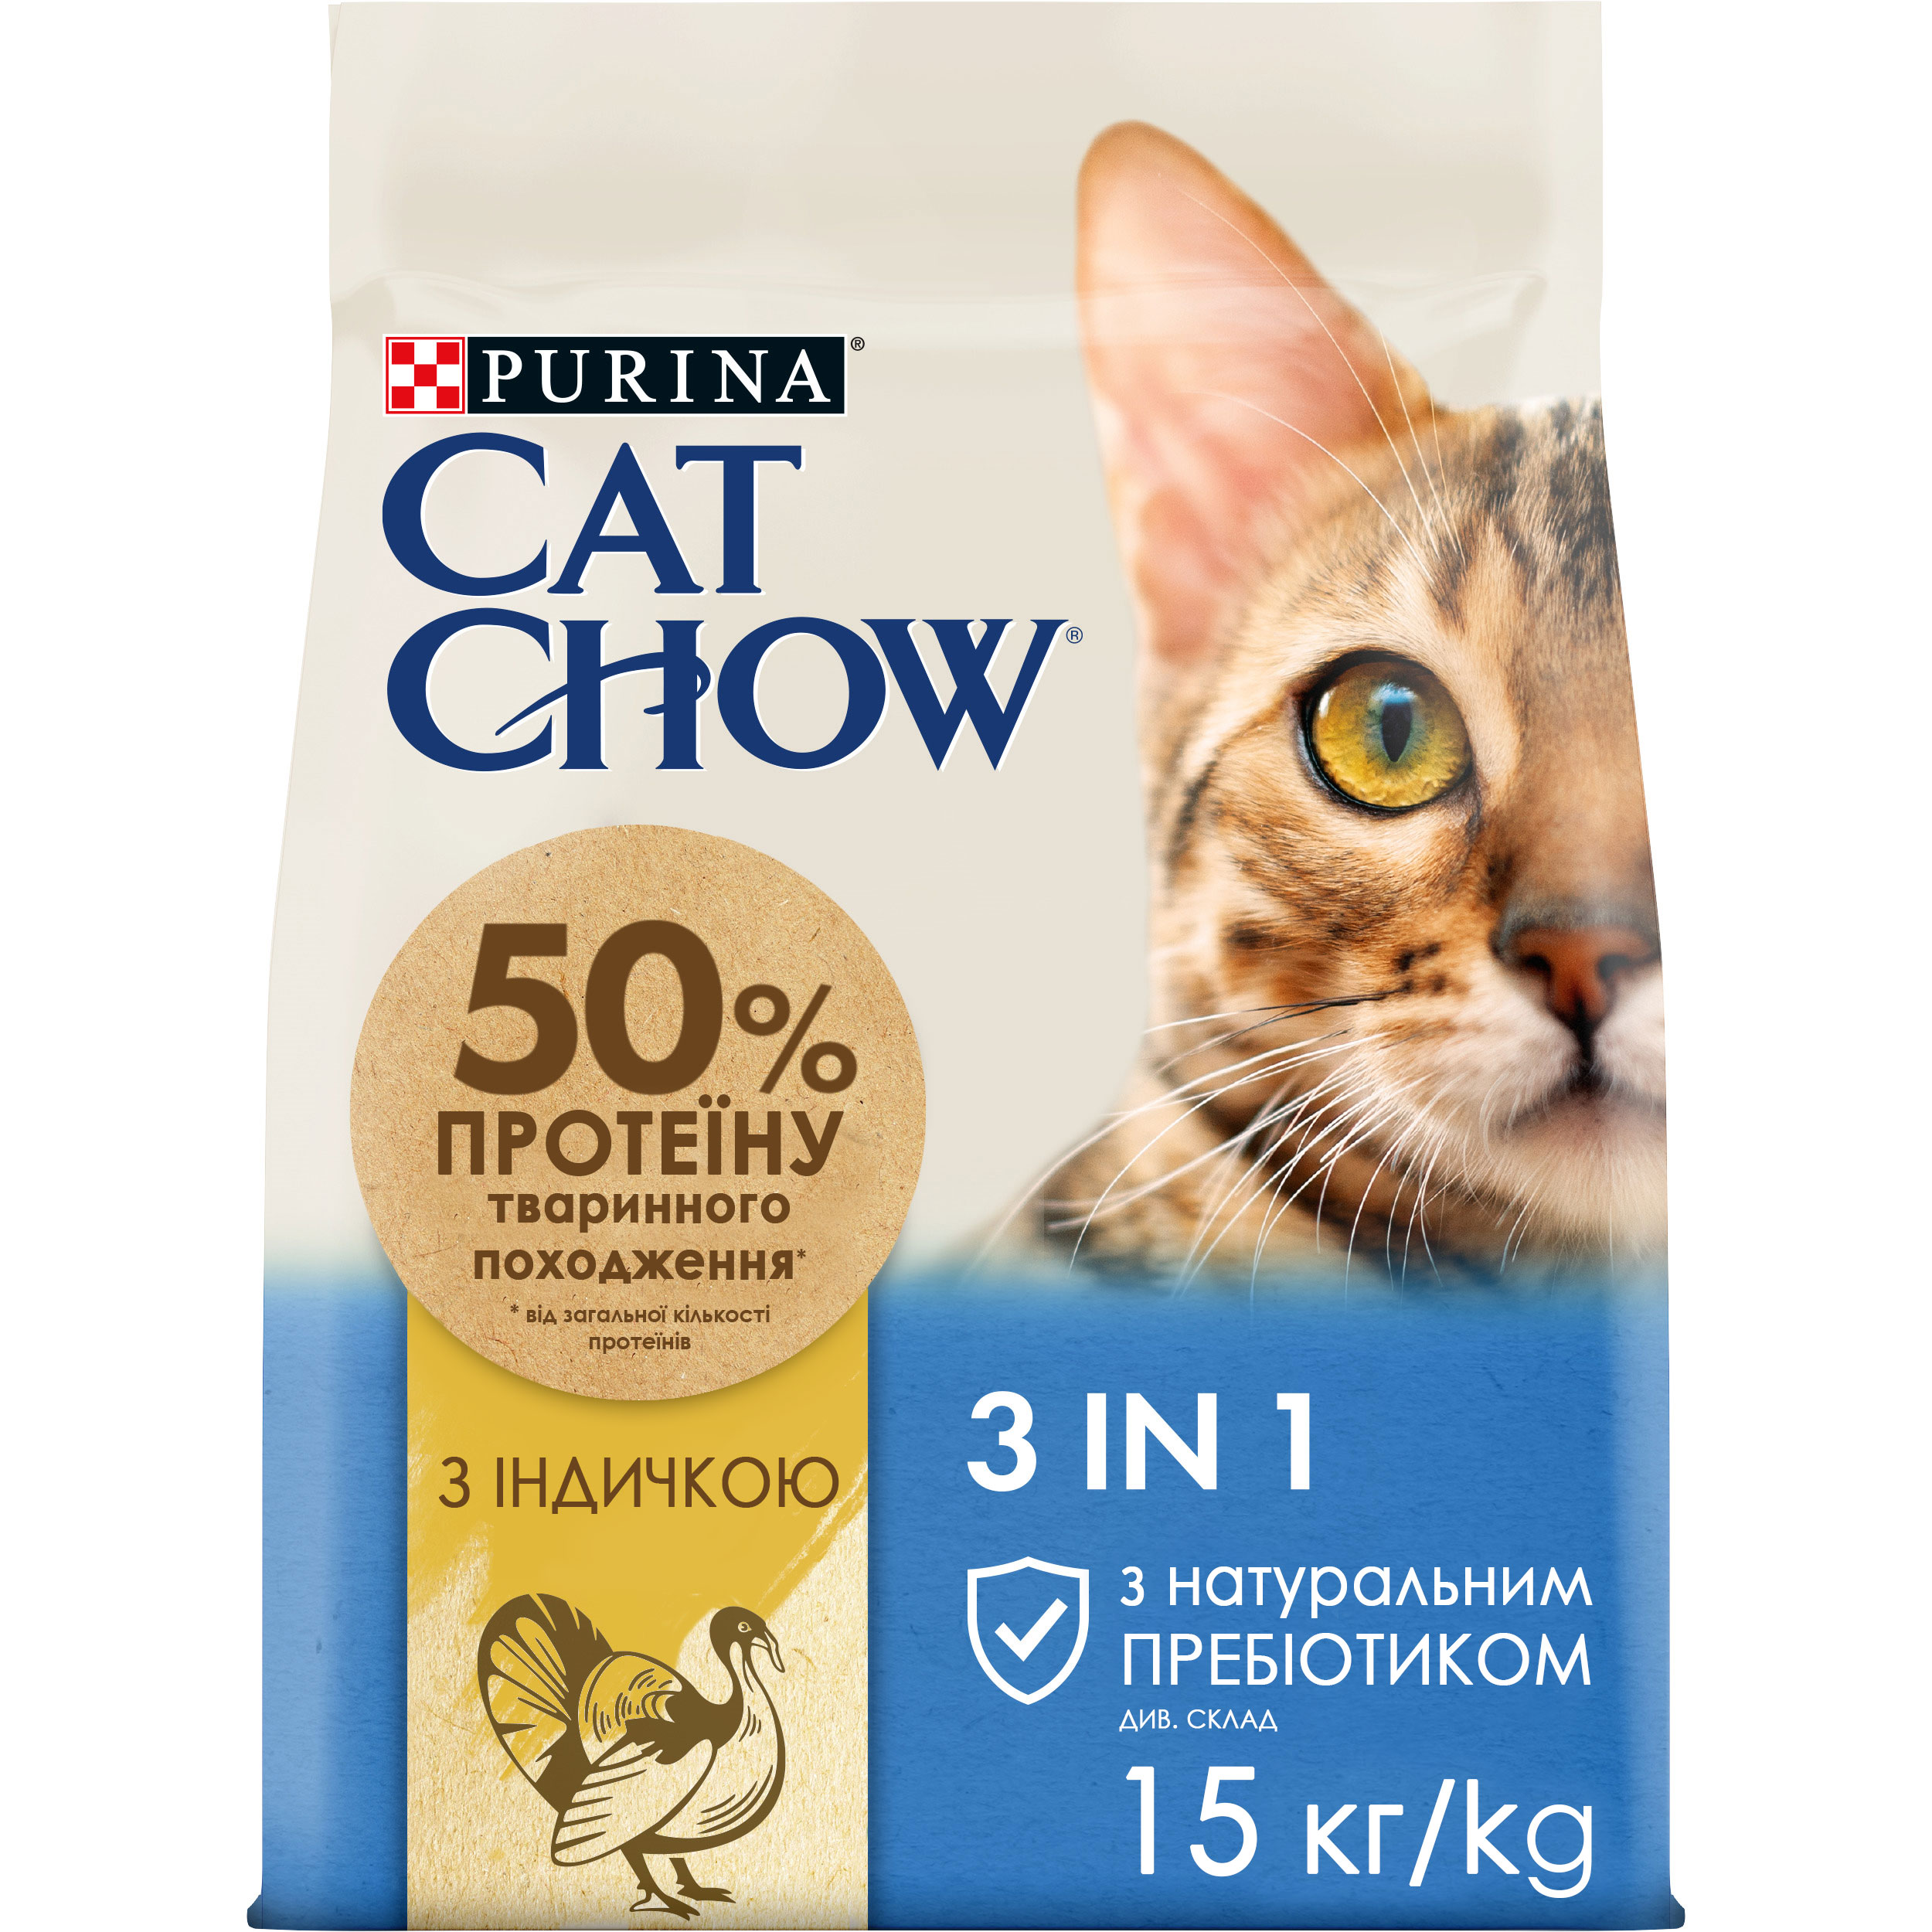 PURINA®
CAT
CHOW®
50%
ПРОТЕЇНУ
тваринного
походження*
* від загальної кількості
протеїнів
З ІНДИЧКОЮ
3 IN 1
з натуральним
ПРЕБІОТИКОМ
ДИВ. СКЛАД
15 кг/kg